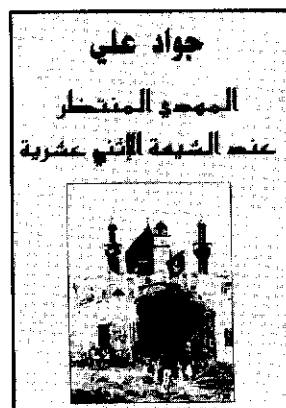 جواد علي
المهدي المنتظر
عند الشيعة الإثني عشرية